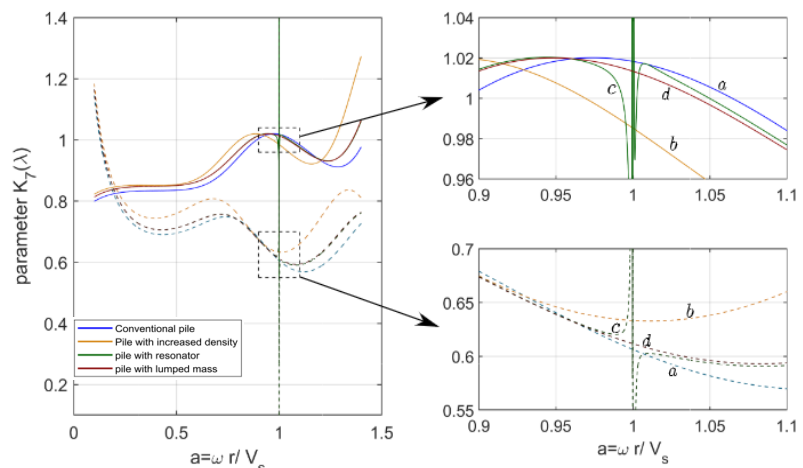 parameter K7(λ)
1.4
1.2
1
0.8
0.6
0.4
0.2
Conventional pile
Pile with increased density
pile with resonator
pile with lumped mass
0
0.5
1
1.5
a=ω r/ Vs
1.04
1.02
1
0.98
0.96
a
c
d
b
0.9
0.95
1
1.05
1.1
0.7
0.65
0.6
0.55
b
c
d
a
0.9
0.95
1
1.05
1.1
a=ω r/ Vs